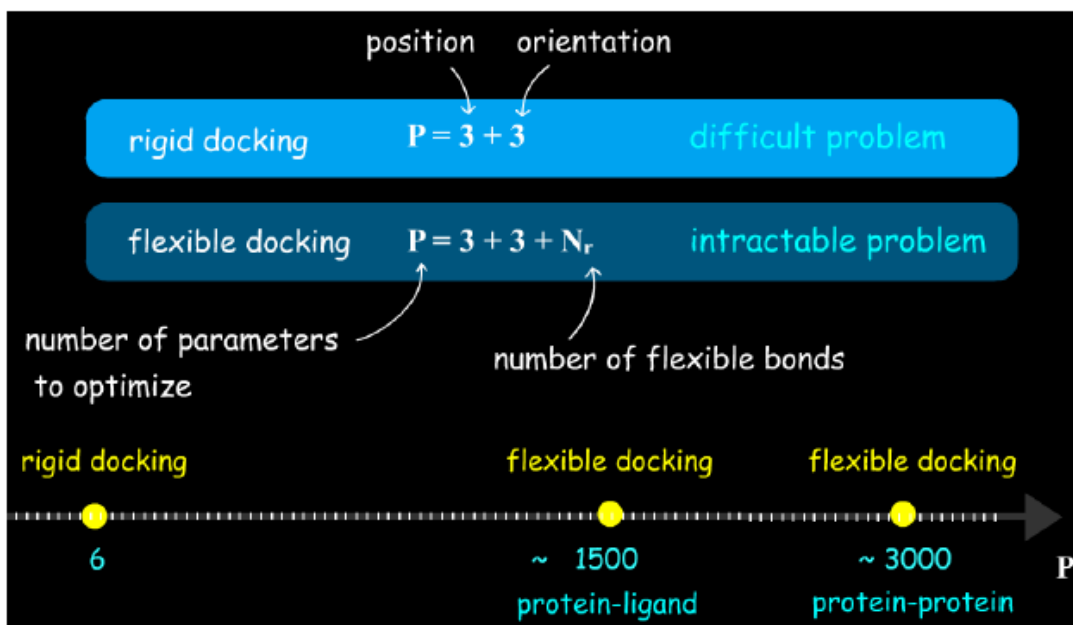 position orientation
rigid docking P = 3 + 3 difficult problem
flexible docking P = 3 + 3 + Nᵣ intractable problem
number of parameters
to optimize
number of flexible bonds
rigid docking flexible docking flexible docking
6 ~ 1500 ~ 3000 P
protein-ligand protein-protein